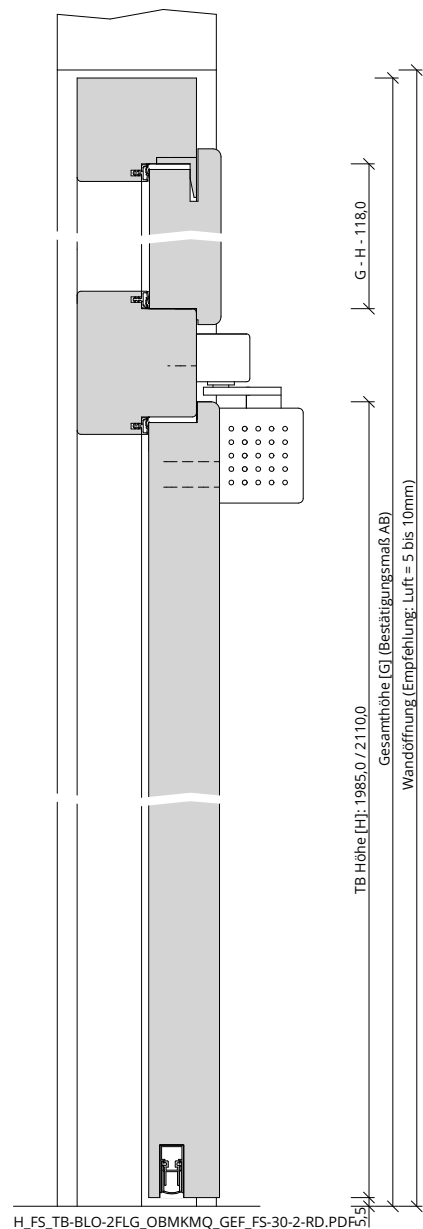 G - H - 118,0
TB Höhe [H]: 1985,0 / 2110,0
Gesamthöhe [G] (Bestätigungsmaß AB)
Wandöffnung (Empfehlung: Luft = 5 bis 10mm)
5,5
H_FS_TB-BLO-2FLG_OBMKMQ_GEF_FS-30-2-RD.PDF